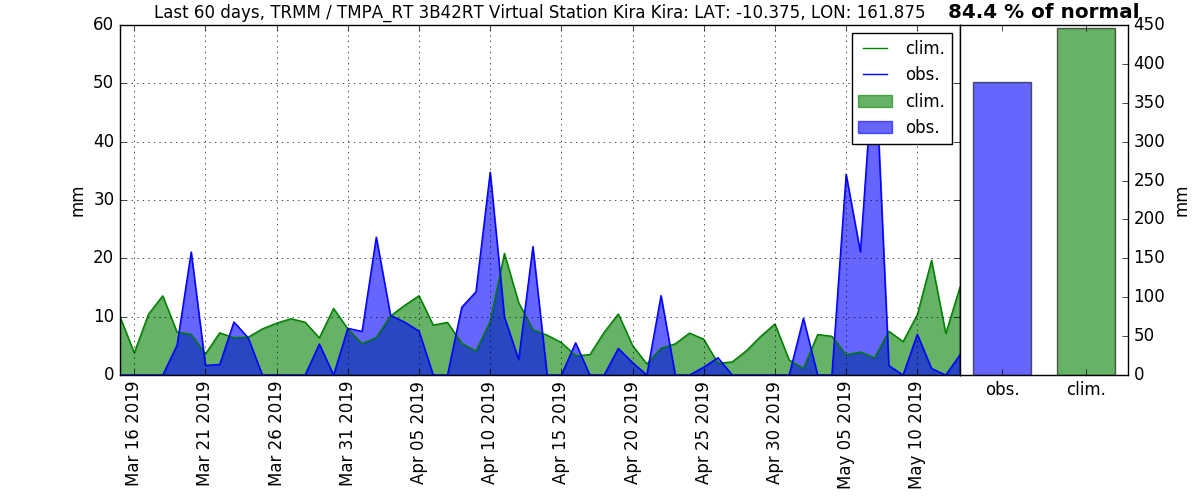 Last 60 days, TRMM / TMPA_RT 3B42RT Virtual Station Kira Kira: LAT: -10.375, LON: 161.875
84.4 % of normal
60
50
40
30
20
10
0
mm
clim.
obs.
clim.
obs.
450
400
350
300
250
200
150
100
50
0
mm
obs.
clim.
Mar 16 2019
Mar 21 2019
Mar 26 2019
Mar 31 2019
Apr 05 2019
Apr 10 2019
Apr 15 2019
Apr 20 2019
Apr 25 2019
Apr 30 2019
May 05 2019
May 10 2019